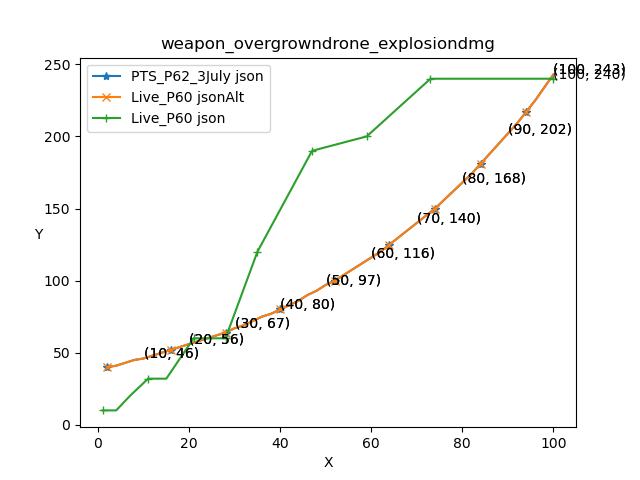 weapon_overgrowndrone_explosiondmg
PTS_P62_3July json
Live_P60 jsonAlt
Live_P60 json
Y
250
200
150
100
50
0
(100, 243)
(100, 240)
(90, 202)
(80, 168)
(70, 140)
(60, 116)
(50, 97)
(40, 80)
(30, 67)
(20, 56)
(10, 46)
0 20 40 60 80 100
X